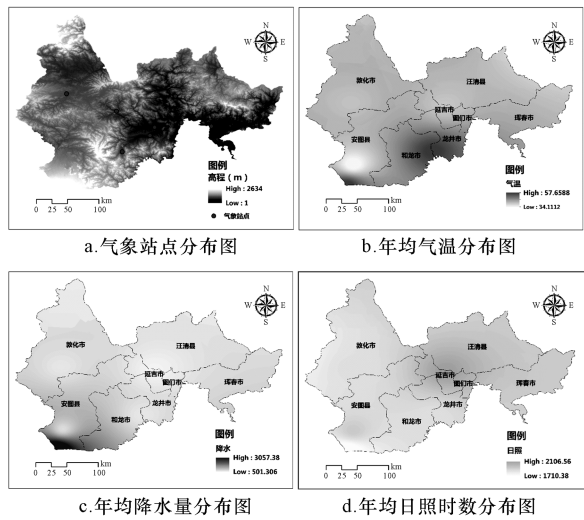 N
W E
S
图例
高程（m）
High : 2634
Low : 1
气象站点
0 25 50 100
km
a.气象站点分布图
N
W E
S
敦化市
汪清县
延吉市
图们市
珲春市
安图县
和龙市
龙井市
图例
气温
High : 57.6588
Low : 34.1112
0 25 50 100
km
b.年均气温分布图
N
W E
S
敦化市
汪清县
延吉市
图们市
珲春市
安图县
龙井市
和龙市
图例
降水
High : 3057.38
Low : 501.306
0 25 50 100
km
c.年均降水量分布图
N
W E
S
敦化市
汪清县
延吉市
图们市
珲春市
安图县
龙井市
和龙市
图例
日照
High : 2106.56
Low : 1710.38
0 25 50 100
km
d.年均日照时数分布图